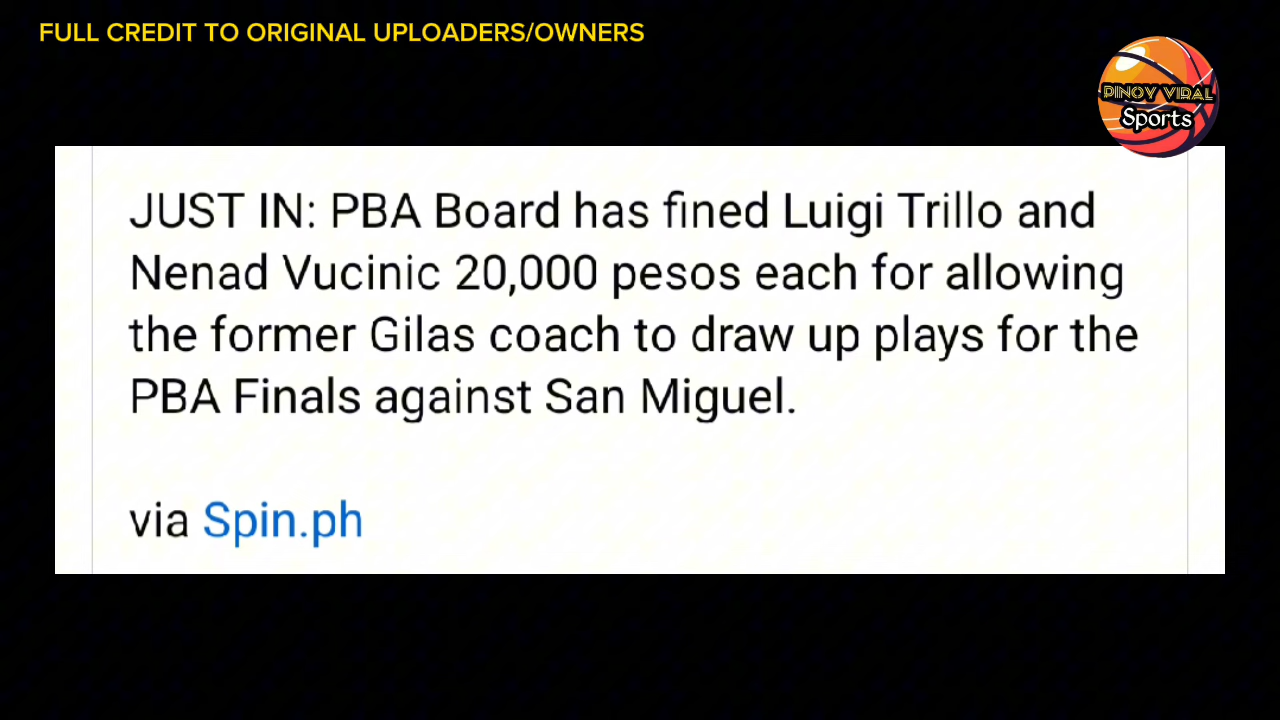 FULL CREDIT TO ORIGINAL UPLOADERS/OWNERS
PINOY VIRAL
Sports
JUST IN: PBA Board has fined Luigi Trillo and
Nenad Vucinic 20,000 pesos each for allowing
the former Gilas coach to draw up plays for the
PBA Finals against San Miguel.
via Spin.ph